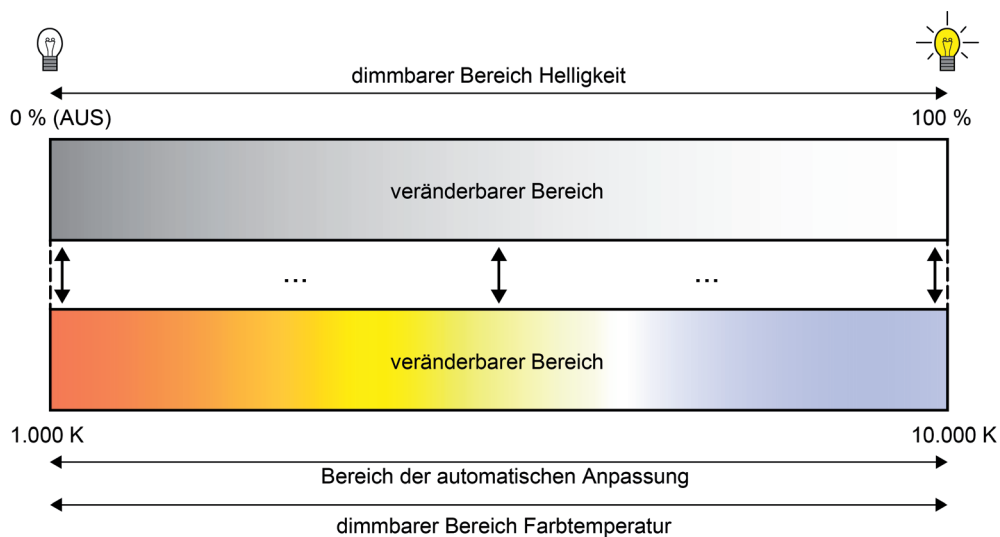 dimmbarer Bereich Helligkeit
0 % (AUS)
100 %
veränderbarer Bereich
...
...
veränderbarer Bereich
1.000 K
10.000 K
Bereich der automatischen Anpassung
dimmbarer Bereich Farbtemperatur